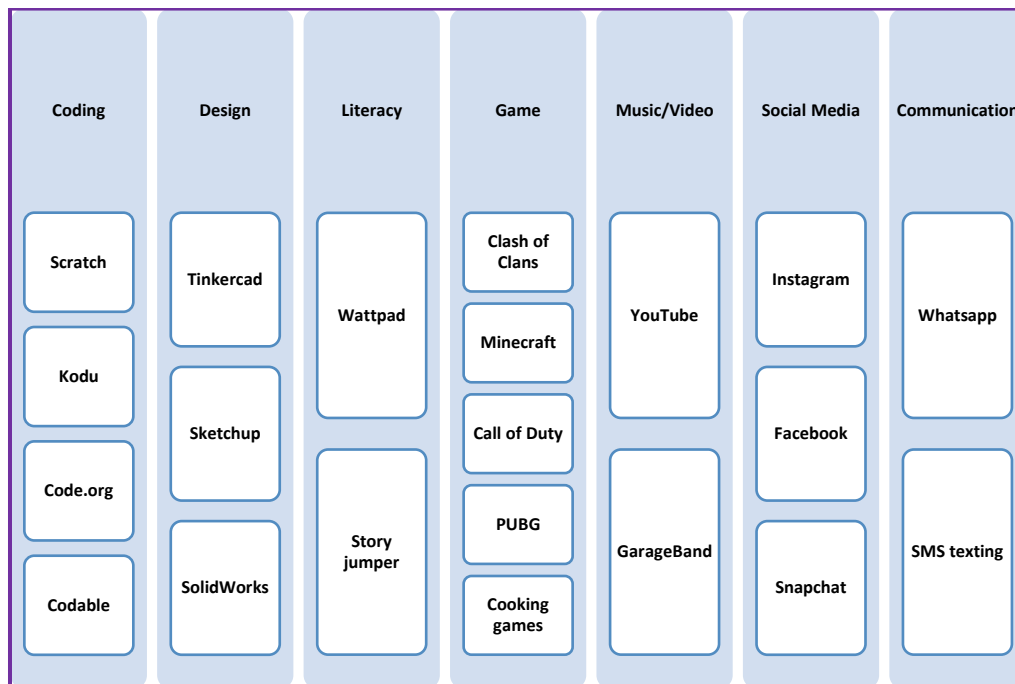 Coding
Design
Literacy
Game
Music/Video
Social Media
Communication
Scratch
Kodu
Code.org
Codable
Tinkercad
Sketchup
SolidWorks
Wattpad
Story
jumper
Clash of
Clans
Minecraft
Call of Duty
PUBG
Cooking
games
YouTube
GarageBand
Instagram
Facebook
Snapchat
Whatsapp
SMS texting